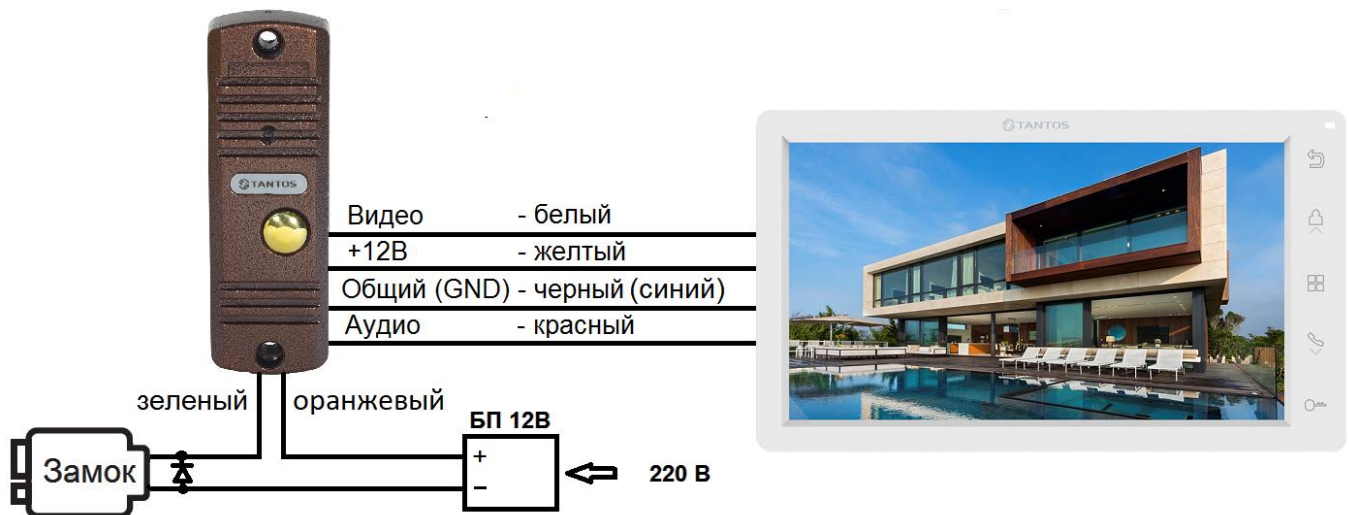 TANTOS
TANTOS
Видео - белый
+12В - желтый
Общий (GND) - черный (синий)
Аудио - красный
зеленый оранжевый
БП 12В
Замок
+
−
220 В